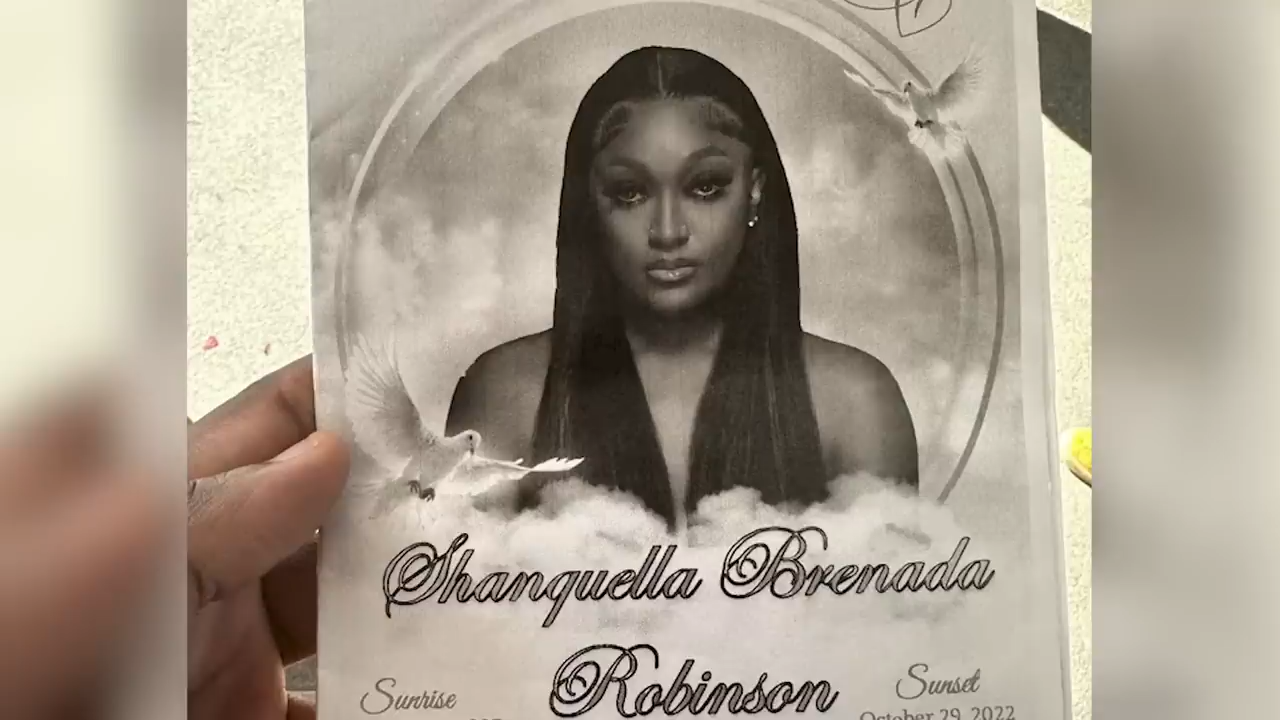 Shanquella Brenada
Robinson
Sunrise
Sunset
October 29, 2022